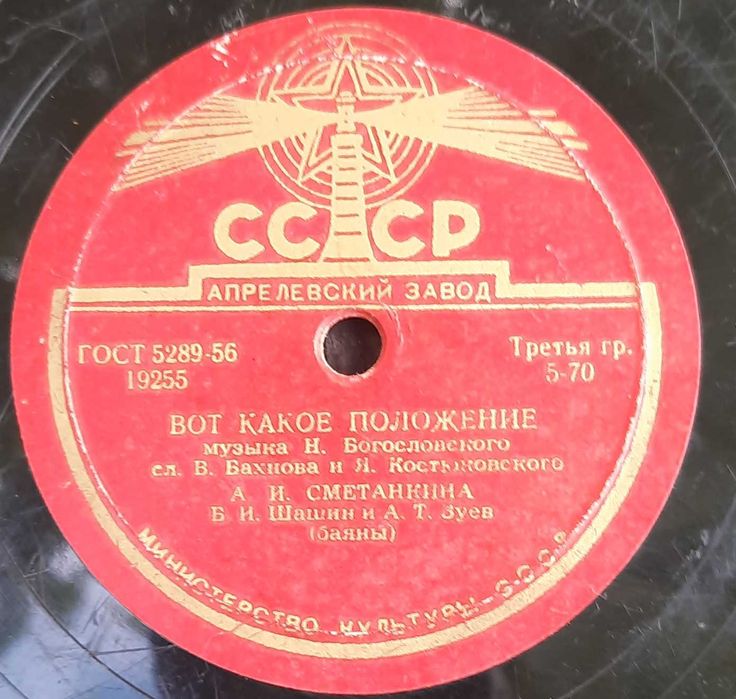 СССР
АПРЕЛЕВСКИЙ ЗАВОД
ГОСТ 5289-56
19255
Третья гр.
5-70
ВОТ КАКОЕ ПОЛОЖЕНИЕ
музыка Н. Богословского
сл. В. Бахнова и Я. Костюковского
А. И. СМЕТАНКИНА
Б. И. Шашин и А. Т. Зуев
(баяны)
МИНИСТЕРСТВО КУЛЬТУРЫ - С.С.С.Р